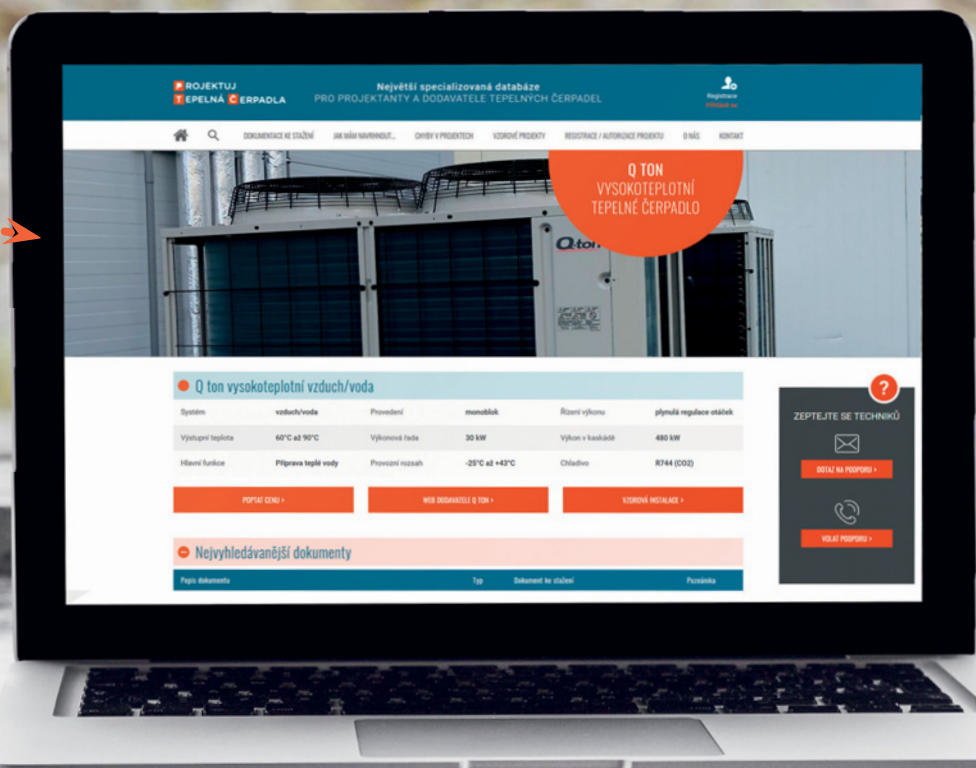 PROJEKTUJ
TEPELNÁ ČERPADLA
Největší specializovaná databáze
PRO PROJEKTANTY A DODAVATELE TEPELNÝCH ČERPADEL
Registrace
Přihlásit se
DOKUMENTACE KE STAŽENÍ JAK MÁM NAVRHNOUT... CHYBY V PROJEKTECH VZOROVÉ PROJEKTY REGISTRACE / AUTORIZACE PROJEKTU O NÁS KONTAKT
Q TON
VYSOKOTEPLOTNÍ
TEPELNÉ ČERPADLO
Q-ton
Q ton vysokoteplotní vzduch/voda
Systém vzduch/voda Provedení monoblok Řízení výkonu plynulá regulace otáček
Výstupní teplota 60°C až 90°C Výkonová řada 30 kW Výkon v kaskádě 480 kW
Hlavní funkce Příprava teplé vody Provozní rozsah -25°C až +43°C Chladivo R744 (CO2)
POPTAT CENU > WEB DODAVATELE Q TON > VZOROVÁ INSTALACE >
?
ZEPTEJTE SE TECHNIKŮ
DOTAZ NA PODPORU >
VOLAT PODPORU >
Nejvyhledávanější dokumenty
Popis dokumentu Typ Dokument ke stažení Poznámka